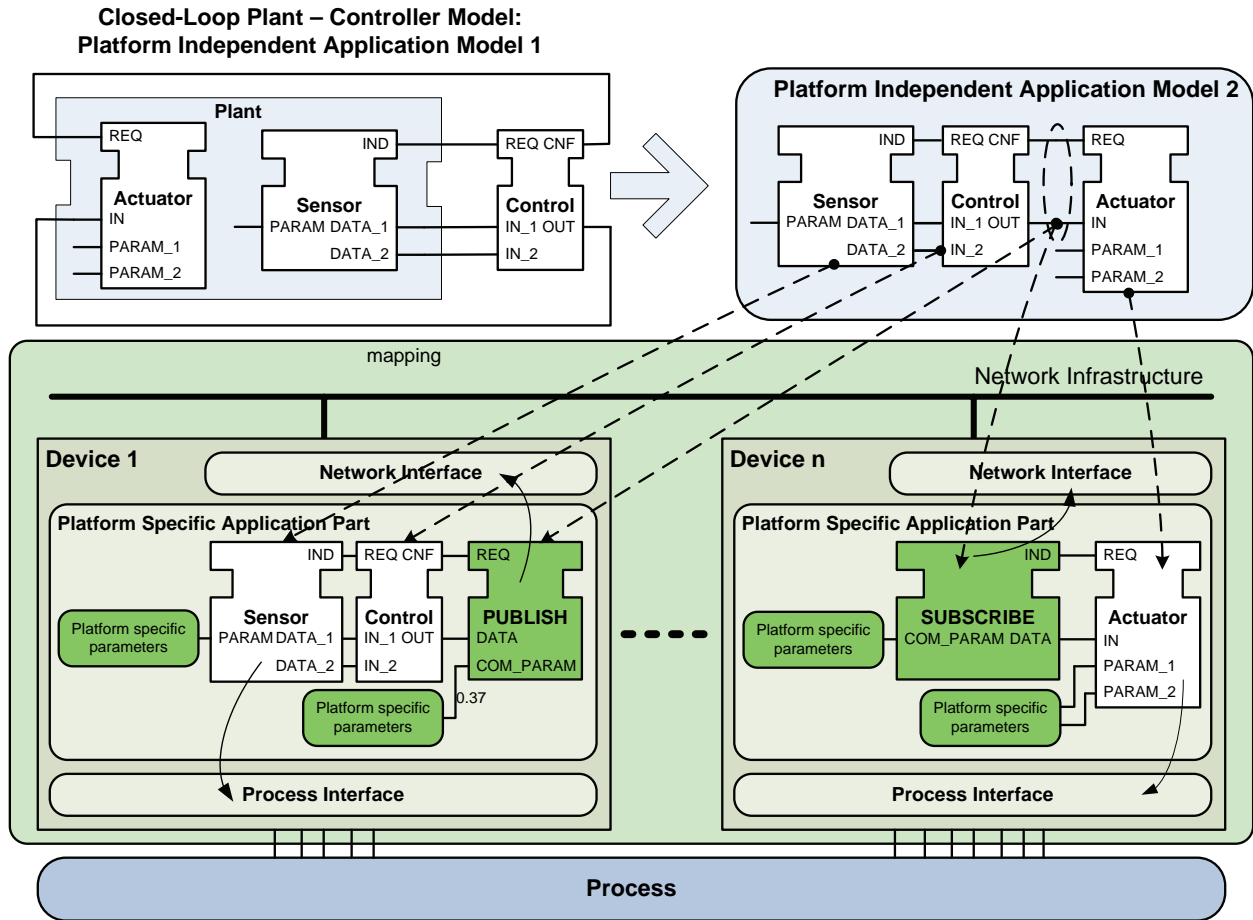 Closed-Loop Plant – Controller Model:
Platform Independent Application Model 1
Plant
REQ
Actuator
IN
PARAM_1
PARAM_2
IND
Sensor
PARAM DATA_1
DATA_2
REQ CNF
Control
IN_1 OUT
IN_2
Platform Independent Application Model 2
IND
Sensor
PARAM DATA_1
DATA_2
REQ CNF
Control
IN_1 OUT
IN_2
REQ
Actuator
IN
PARAM_1
PARAM_2
mapping
Network Infrastructure
Device 1
Network Interface
Platform Specific Application Part
IND
Sensor
PARAM DATA_1
DATA_2
REQ CNF
Control
IN_1 OUT
IN_2
REQ
PUBLISH
DATA
COM_PARAM
Platform specific
parameters
0.37
Platform specific
parameters
Process Interface
Device n
Network Interface
Platform Specific Application Part
IND
SUBSCRIBE
COM_PARAM DATA
REQ
Actuator
IN
PARAM_1
PARAM_2
Platform specific
parameters
Platform specific
parameters
Process Interface
Process